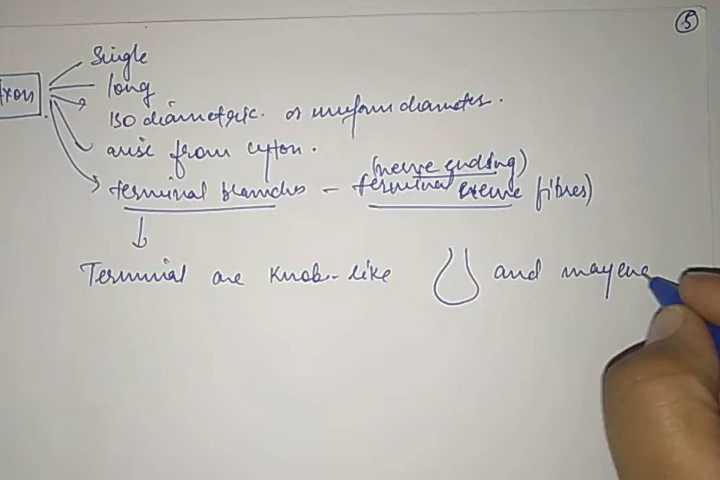 5
Single
Axon
long
iso diametric. or uniform diameter.
arise from cyton.
(nerve ending)
terminal branches – terminal nerve fibres)
Terminal are knob-like and may